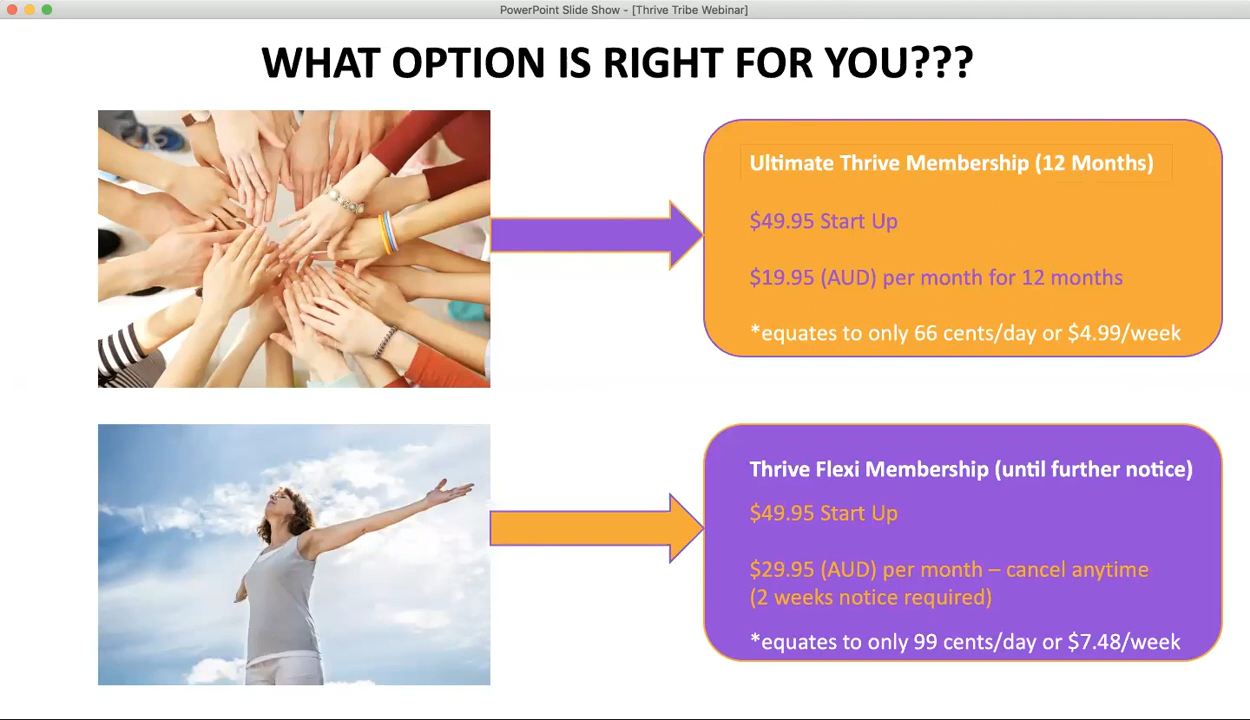 PowerPoint Slide Show - [Thrive Tribe Webinar]
WHAT OPTION IS RIGHT FOR YOU???
Ultimate Thrive Membership (12 Months)
$49.95 Start Up
$19.95 (AUD) per month for 12 months
*equates to only 66 cents/day or $4.99/week
Thrive Flexi Membership (until further notice)
$49.95 Start Up
$29.95 (AUD) per month – cancel anytime
(2 weeks notice required)
*equates to only 99 cents/day or $7.48/week